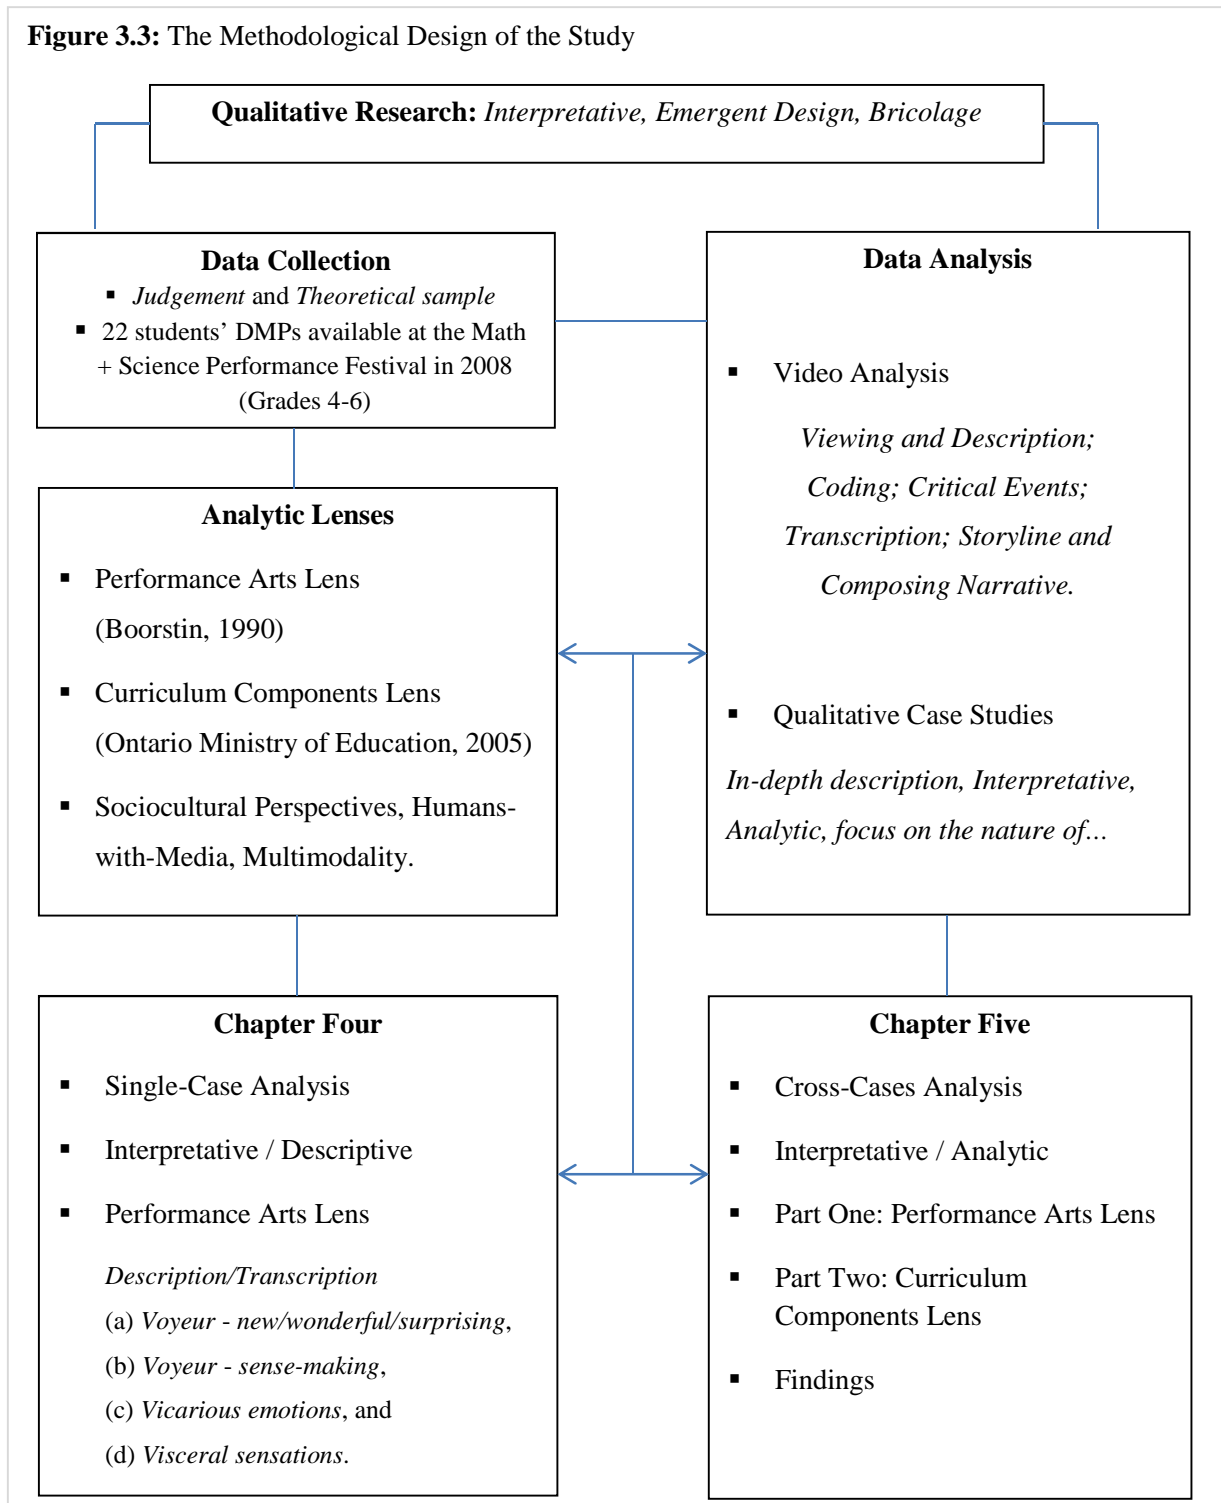 Figure 3.3: The Methodological Design of the Study
Qualitative Research: Interpretative, Emergent Design, Bricolage
Data Collection
▪ Judgement and Theoretical sample
▪ 22 students’ DMPs available at the Math
+ Science Performance Festival in 2008
(Grades 4-6)
Data Analysis
▪ Video Analysis
Viewing and Description;
Coding; Critical Events;
Transcription; Storyline and
Composing Narrative.
▪ Qualitative Case Studies
In-depth description, Interpretative,
Analytic, focus on the nature of…
Analytic Lenses
▪ Performance Arts Lens
(Boorstin, 1990)
▪ Curriculum Components Lens
(Ontario Ministry of Education, 2005)
▪ Sociocultural Perspectives, Humans-
with-Media, Multimodality.
Chapter Four
▪ Single-Case Analysis
▪ Interpretative / Descriptive
▪ Performance Arts Lens
Description/Transcription
(a) Voyeur - new/wonderful/surprising,
(b) Voyeur - sense-making,
(c) Vicarious emotions, and
(d) Visceral sensations.
Chapter Five
▪ Cross-Cases Analysis
▪ Interpretative / Analytic
▪ Part One: Performance Arts Lens
▪ Part Two: Curriculum
Components Lens
▪ Findings